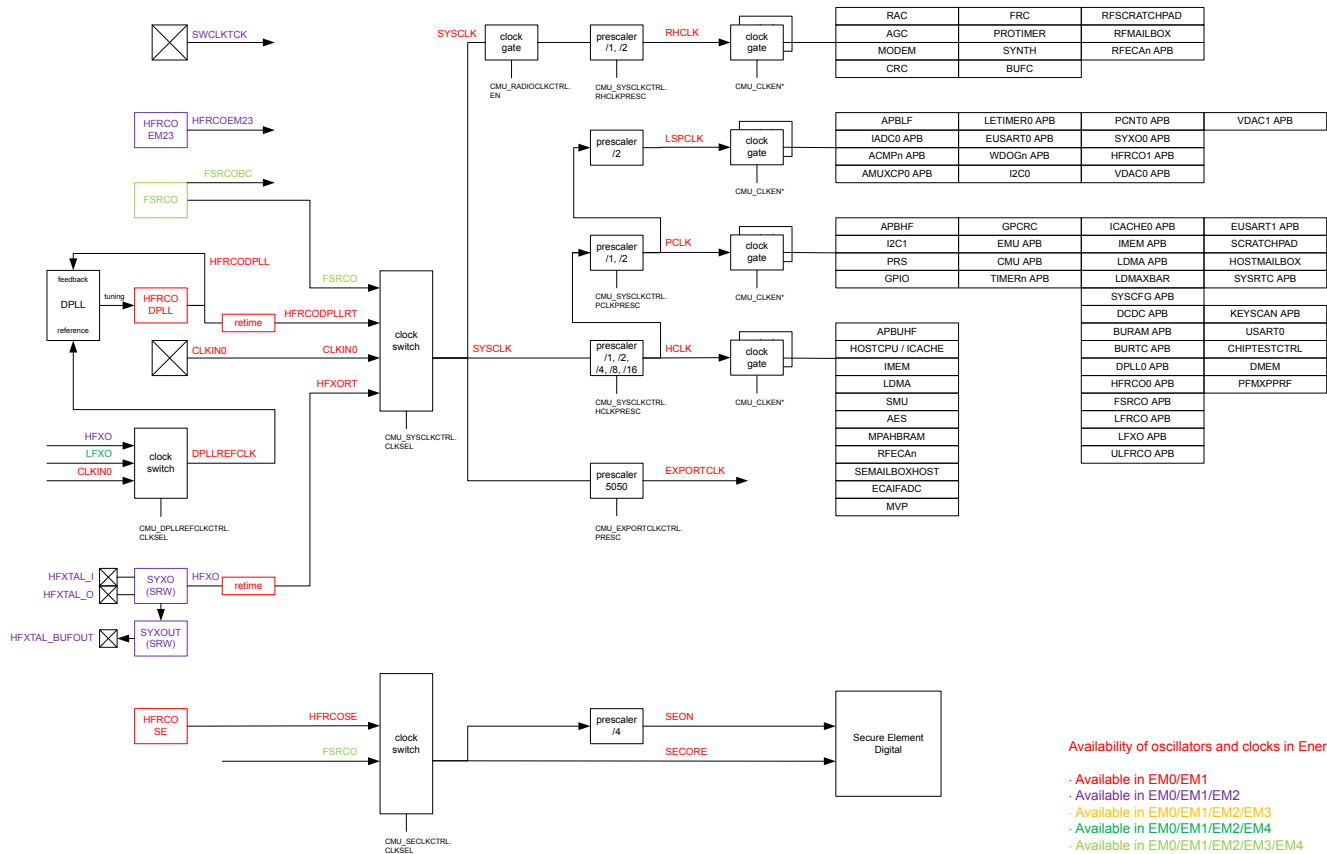 SWCLKTCK
HFRCO
EM23
HFRCOEM23
FSRCOBC
FSRCO
HFRCODPLL
feedback
DPLL
reference
tuning
HFRCO
DPLL
retime
HFRCODPLLRT
FSRCO
CLKIN0
CLKIN0
HFXORT
clock
switch
CMU_SYSCLKCTRL.
CLKSEL
HFXO
LFXO
CLKIN0
clock
switch
DPLLREFCLK
CMU_DPLLREFCLKCTRL.
CLKSEL
HFXTAL_I
HFXTAL_O
SYXO
(SRW)
HFXO
retime
HFXTAL_BUFOUT
SYXOUT
(SRW)
SYSCLK
clock
gate
CMU_RADIOCLKCTRL.
EN
prescaler
/1, /2
CMU_SYSCLKCTRL.
RHCLKPRESC
RHCLK
clock
gate
CMU_CLKEN*
RAC FRC RFSCRATCHPAD
AGC PROTIMER RFMAILBOX
MODEM SYNTH RFECAn APB
CRC BUFC
prescaler
/2
LSPCLK
clock
gate
CMU_CLKEN*
APBLF LETIMER0 APB PCNT0 APB VDAC1 APB
IADC0 APB EUSART0 APB SYXO0 APB
ACMPn APB WDOGn APB HFRCO1 APB
AMUXCP0 APB I2C0 VDAC0 APB
prescaler
/1, /2
CMU_SYSCLKCTRL.
PCLKPRESC
PCLK
clock
gate
CMU_CLKEN*
APBHF GPCRC ICACHE0 APB EUSART1 APB
I2C1 EMU APB IMEM APB SCRATCHPAD
PRS CMU APB LDMA APB HOSTMAILBOX
GPIO TIMERn APB LDMAXBAR SYSRTC APB
SYSCFG APB
DCDC APB KEYSCAN APB
BURAM APB USART0
BURTC APB CHIPTESTCTRL
DPLL0 APB DMEM
HFRCO0 APB PFMXPPRF
FSRCO APB
LFRCO APB
LFXO APB
ULFRCO APB
SYSCLK
prescaler
/1, /2,
/4, /8, /16
CMU_SYSCLKCTRL.
HCLKPRESC
HCLK
clock
gate
CMU_CLKEN*
APBUHF
HOSTCPU / ICACHE
IMEM
LDMA
SMU
AES
MPAHBRAM
RFECAn
SEMAILBOXHOST
ECAIFADC
MVP
prescaler
5050
EXPORTCLK
CMU_EXPORTCLKCTRL.
PRESC
HFRCO
SE
HFRCOSE
FSRCO
clock
switch
CMU_SECLKCTRL.
CLKSEL
prescaler
/4
SEON
SECORE
Secure Element
Digital
Availability of oscillators and clocks in Ener
· Available in EM0/EM1
· Available in EM0/EM1/EM2
· Available in EM0/EM1/EM2/EM3
· Available in EM0/EM1/EM2/EM4
· Available in EM0/EM1/EM2/EM3/EM4